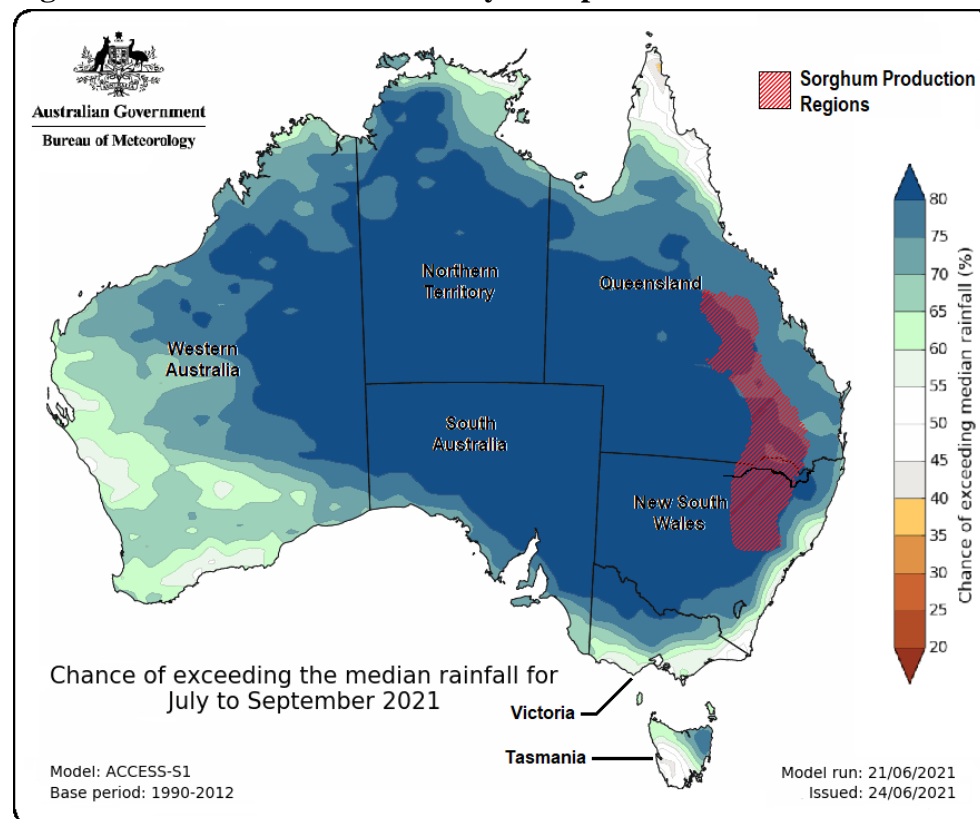 Australian Government
Bureau of Meteorology
Sorghum Production
Regions
Northern
Territory
Queensland
Western
Australia
South
Australia
New South
Wales
80
75
70
65
60
55
50
45
40
35
30
25
20
Chance of exceeding median rainfall (%)
Chance of exceeding the median rainfall for
July to September 2021
Victoria
Tasmania
Model: ACCESS-S1
Base period: 1990-2012
Model run: 21/06/2021
Issued: 24/06/2021